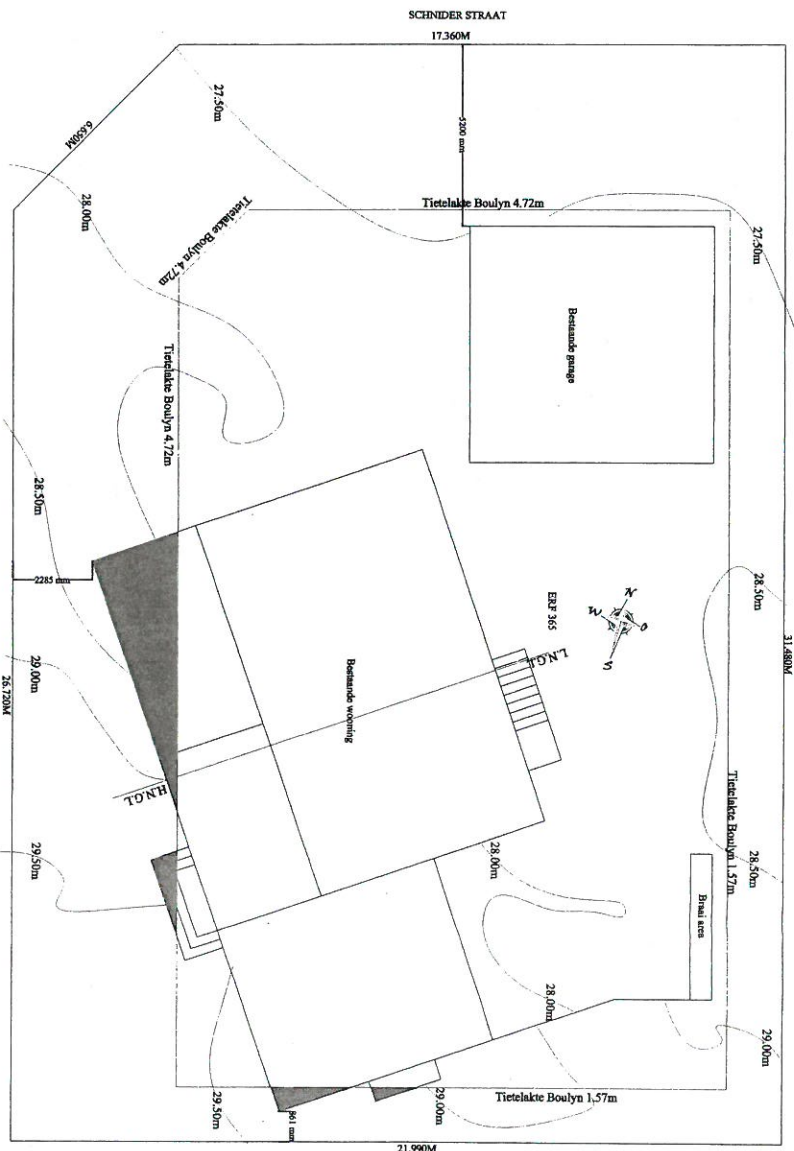 SCHNIDER STRAAT
17.360M
27.50m
6.650M
5200 mm
28.00m
Tietelakte Boulyn 4.72m
Tietelakte Boulyn 4.72m
27.50m
Bestaande garage
Tietelakte Boulyn 4.72m
28.50m
2285 mm
28.50m
ERF 365
N
O
W
L.N.G.L
31.480M
29.00m
26.720M
Bestaande wooning
H.N.G.L
Tietelakte Boulyn 1.57m
29.50m
28.00m
28.50m
Braai area
28.00m
29.00m
29.50m
861 mm
29.00m
Tietelakte Boulyn 1.57m
21.990M